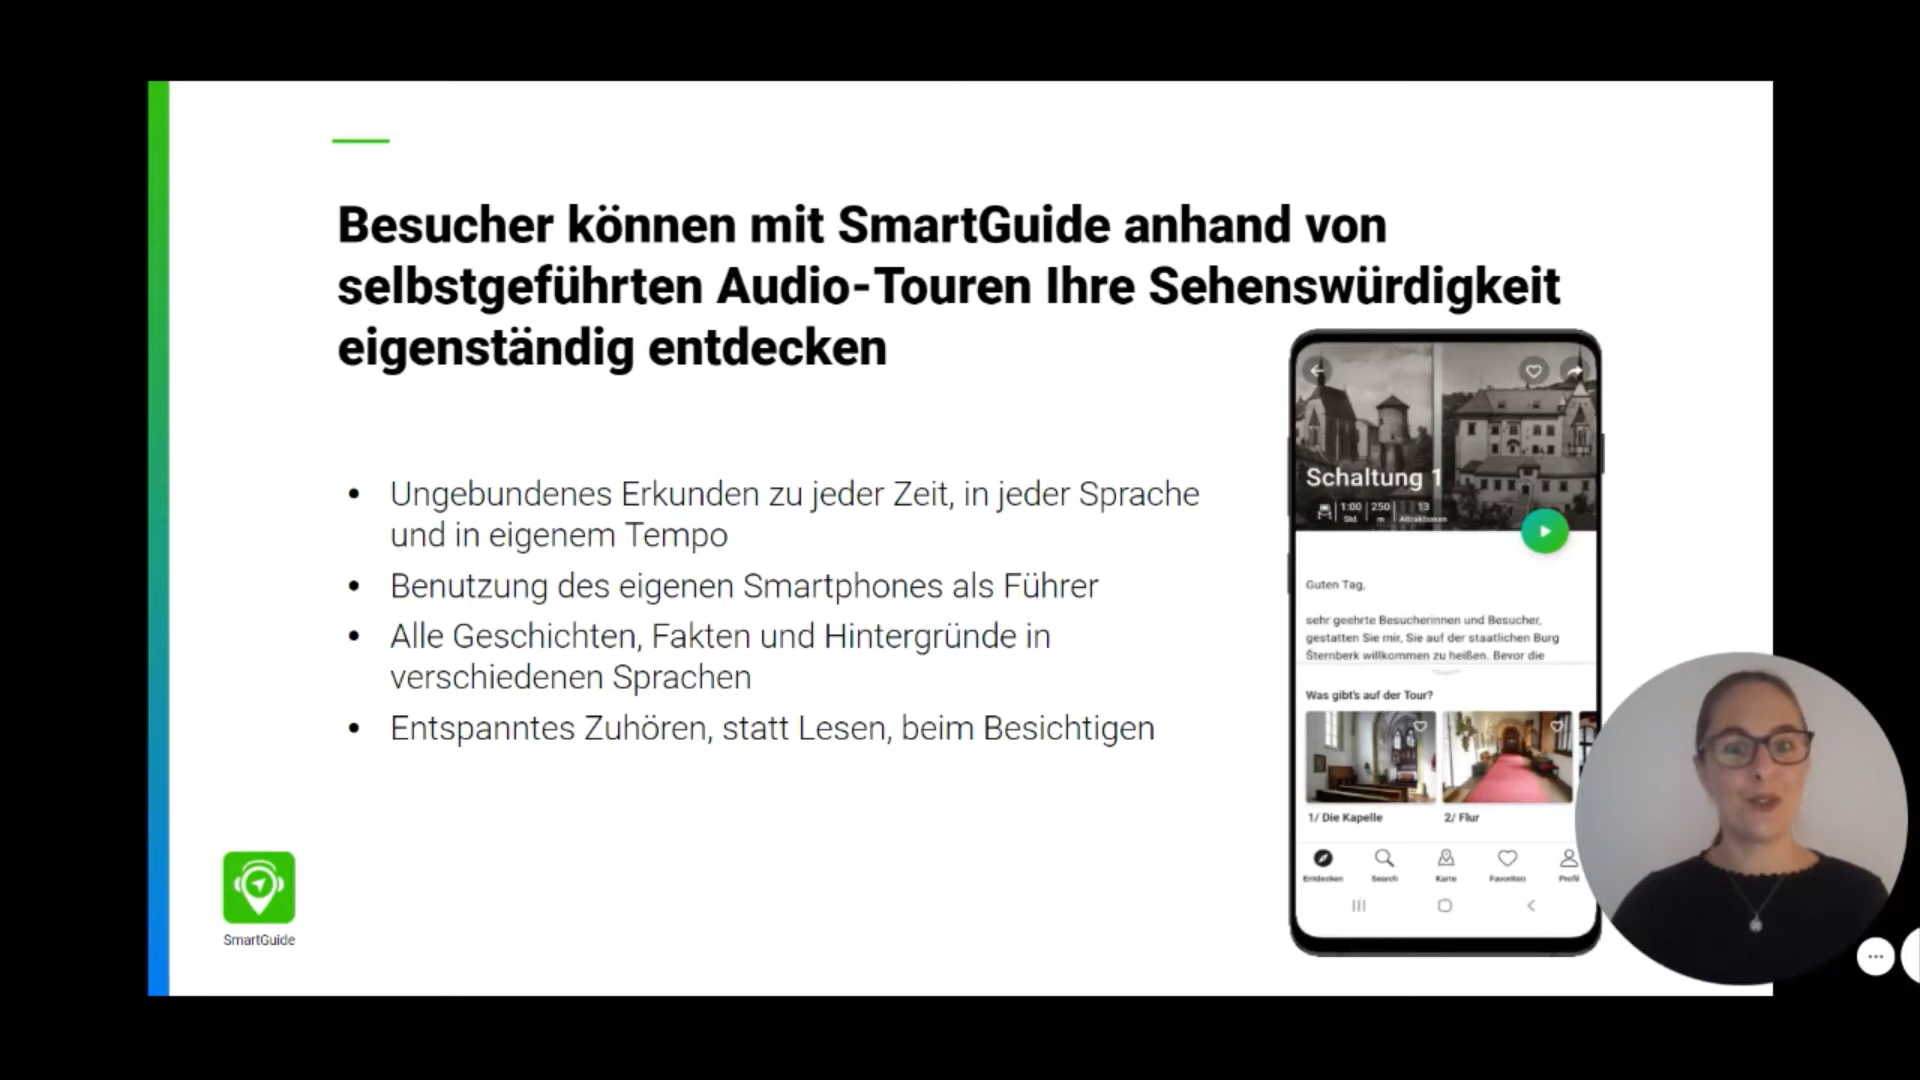 Besucher können mit SmartGuide anhand von
selbstgeführten Audio-Touren Ihre Sehenswürdigkeit
eigenständig entdecken
• Ungebundenes Erkunden zu jeder Zeit, in jeder Sprache
und in eigenem Tempo
• Benutzung des eigenen Smartphones als Führer
• Alle Geschichten, Fakten und Hintergründe in
verschiedenen Sprachen
• Entspanntes Zuhören, statt Lesen, beim Besichtigen
SmartGuide
Schaltung 1
1:00 250 13
Std. m Attraktionen
Guten Tag,
sehr geehrte Besucherinnen und Besucher,
gestatten Sie mir, Sie auf der staatlichen Burg
Šternberk willkommen zu heißen. Bevor die
Was gibt's auf der Tour?
1/ Die Kapelle 2/ Flur
Entdecken Search Karte Favoriten Profil